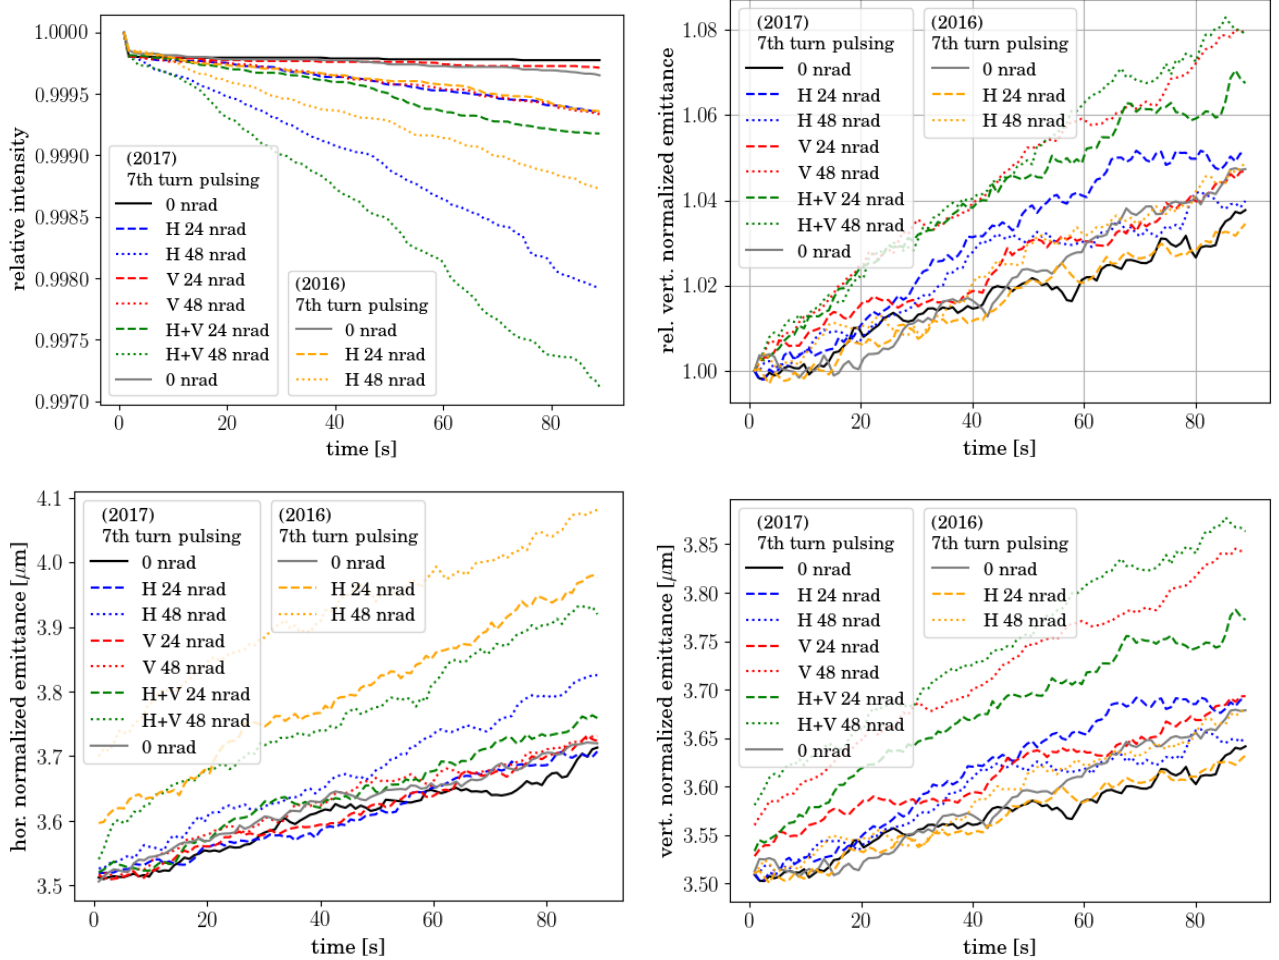 1.0000
0.9995
0.9990
0.9985
0.9980
0.9975
0.9970
relative intensity
(2017)
7th turn pulsing
0 nrad
H 24 nrad
H 48 nrad
V 24 nrad
V 48 nrad
H+V 24 nrad
H+V 48 nrad
0 nrad
(2016)
7th turn pulsing
0 nrad
H 24 nrad
H 48 nrad
0 20 40 60 80
time [s]
1.08
1.06
1.04
1.02
1.00
rel. vert. normalized emittance
(2017)
7th turn pulsing
0 nrad
H 24 nrad
H 48 nrad
V 24 nrad
V 48 nrad
H+V 24 nrad
H+V 48 nrad
0 nrad
(2016)
7th turn pulsing
0 nrad
H 24 nrad
H 48 nrad
0 20 40 60 80
time [s]
4.1
4.0
3.9
3.8
3.7
3.6
3.5
hor. normalized emittance [μm]
(2017)
7th turn pulsing
0 nrad
H 24 nrad
H 48 nrad
V 24 nrad
V 48 nrad
H+V 24 nrad
H+V 48 nrad
0 nrad
(2016)
7th turn pulsing
0 nrad
H 24 nrad
H 48 nrad
0 20 40 60 80
time [s]
3.85
3.80
3.75
3.70
3.65
3.60
3.55
3.50
vert. normalized emittance [μm]
(2017)
7th turn pulsing
0 nrad
H 24 nrad
H 48 nrad
V 24 nrad
V 48 nrad
H+V 24 nrad
H+V 48 nrad
0 nrad
(2016)
7th turn pulsing
0 nrad
H 24 nrad
H 48 nrad
0 20 40 60 80
time [s]